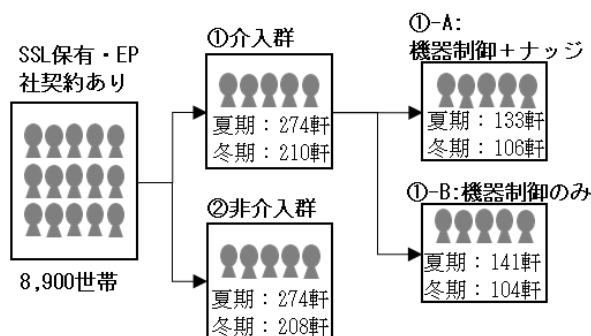 SSL保有・EP
社契約あり
8,900世帯
①介入群
夏期：274軒
冬期：210軒
②非介入群
夏期：274軒
冬期：208軒
①-A:
機器制御＋ナッジ
夏期：133軒
冬期：106軒
①-B:機器制御のみ
夏期：141軒
冬期：104軒